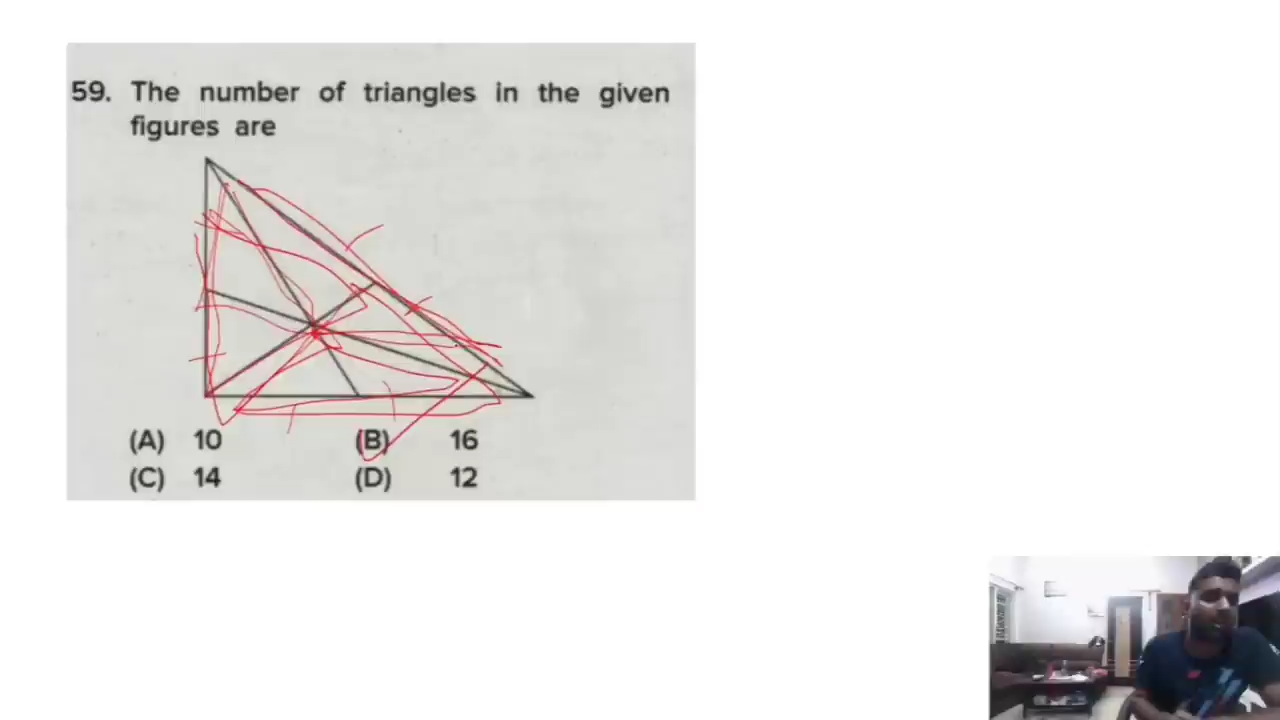 59. The number of triangles in the given
figures are
(A) 10 (B) 16
(C) 14 (D) 12